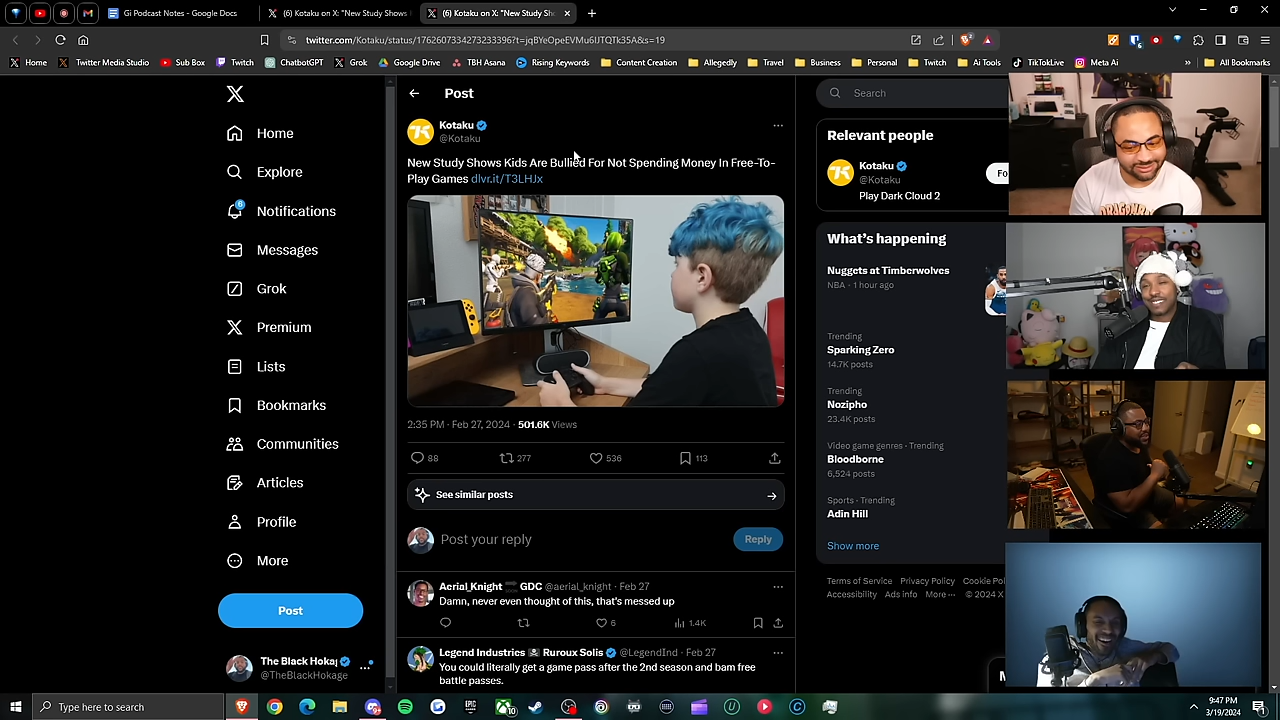 Gi Podcast Notes - Google Docs
(6) Kotaku on X: "New Study Shows
(6) Kotaku on X: "New Study Sh
twitter.com/Kotaku/status/1762607334273233396?t=jqBYeOpeEVMu6lJTQTk35A&s=19
Home
Twitter Media Studio
Sub Box
Twitch
ChatbotGPT
Grok
Google Drive
TBH Asana
Rising Keywords
Content Creation
Allegedly
Travel
Business
Personal
Twitch
Ai Tools
TikTokLive
Meta Ai
All Bookmarks
Home
Explore
6
Notifications
Messages
Grok
Premium
Lists
Bookmarks
Communities
Articles
Profile
More
Post
The Black Hokag
@TheBlackHokage
Post
Kotaku
@Kotaku
New Study Shows Kids Are Bullied For Not Spending Money In Free-To-
Play Games dlvr.it/T3LHJx
2:35 PM · Feb 27, 2024 · 501.6K Views
88
277
536
113
See similar posts
Post your reply
Reply
Aerial_Knight GDC @aerial_knight · Feb 27
Damn, never even thought of this, that's messed up
6
1.4K
Legend Industries Ruroux Solis @LegendInd · Feb 27
You could literally get a game pass after the 2nd season and bam free
battle passes.
Search
Relevant people
Kotaku
@Kotaku
Fo
Play Dark Cloud 2
What's happening
Nuggets at Timberwolves
NBA · 1 hour ago
Trending
Sparking Zero
14.7K posts
Trending
Nozipho
23.4K posts
Video game genres · Trending
Bloodborne
6,524 posts
Sports · Trending
Adin Hill
Show more
Terms of Service Privacy Policy Cookie Pol
Accessibility Ads info More ··· © 2024 X
M
Type here to search
9:47 PM
3/19/2024